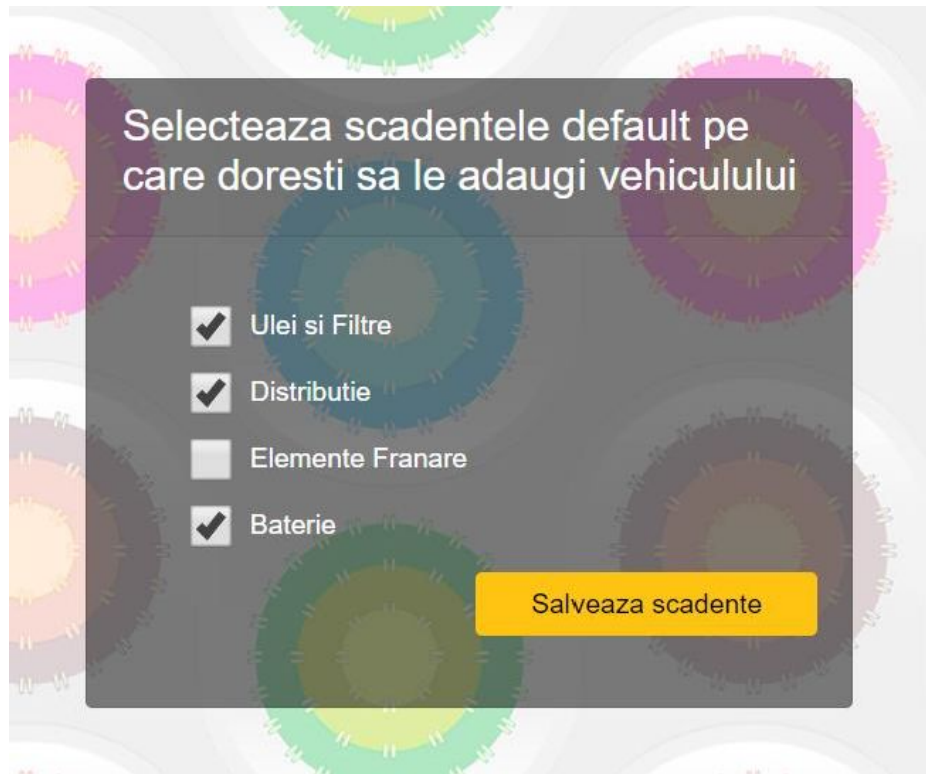 Selecteaza scadentele default pe
care doresti sa le adaugi vehiculului
Ulei si Filtre
Distributie
Elemente Franare
Baterie
Salveaza scadente